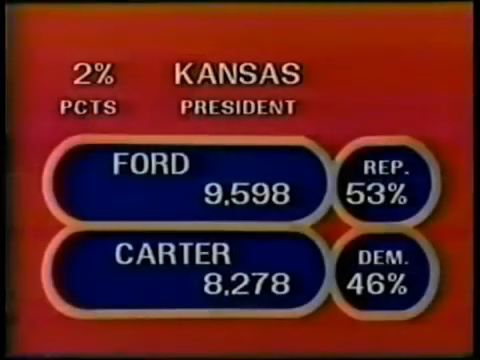 2% KANSAS
PCTS PRESIDENT
FORD REP.
9,598 53%
CARTER DEM.
8,278 46%